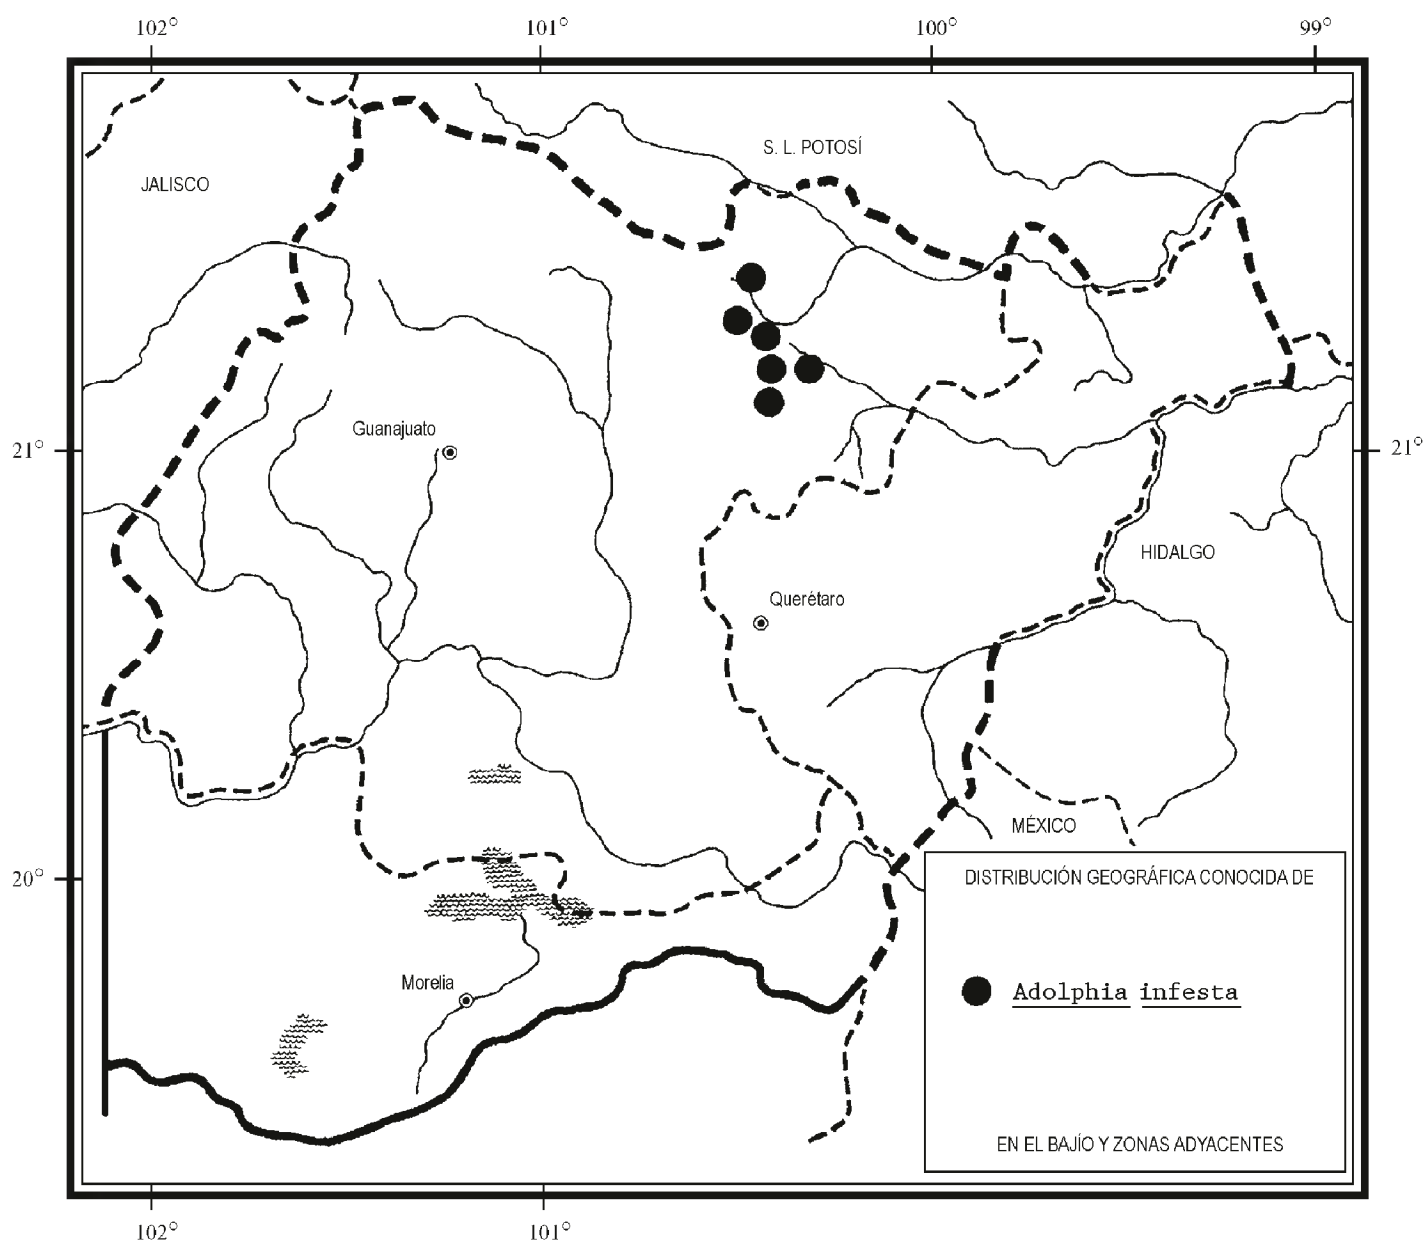 102° 101° 100° 99°
S. L. POTOSÍ
JALISCO
Guanajuato
21° 21°
HIDALGO
Querétaro
MÉXICO
20°
DISTRIBUCIÓN GEOGRÁFICA CONOCIDA DE
Morelia
Adolphia infesta
EN EL BAJÍO Y ZONAS ADYACENTES
102° 101°